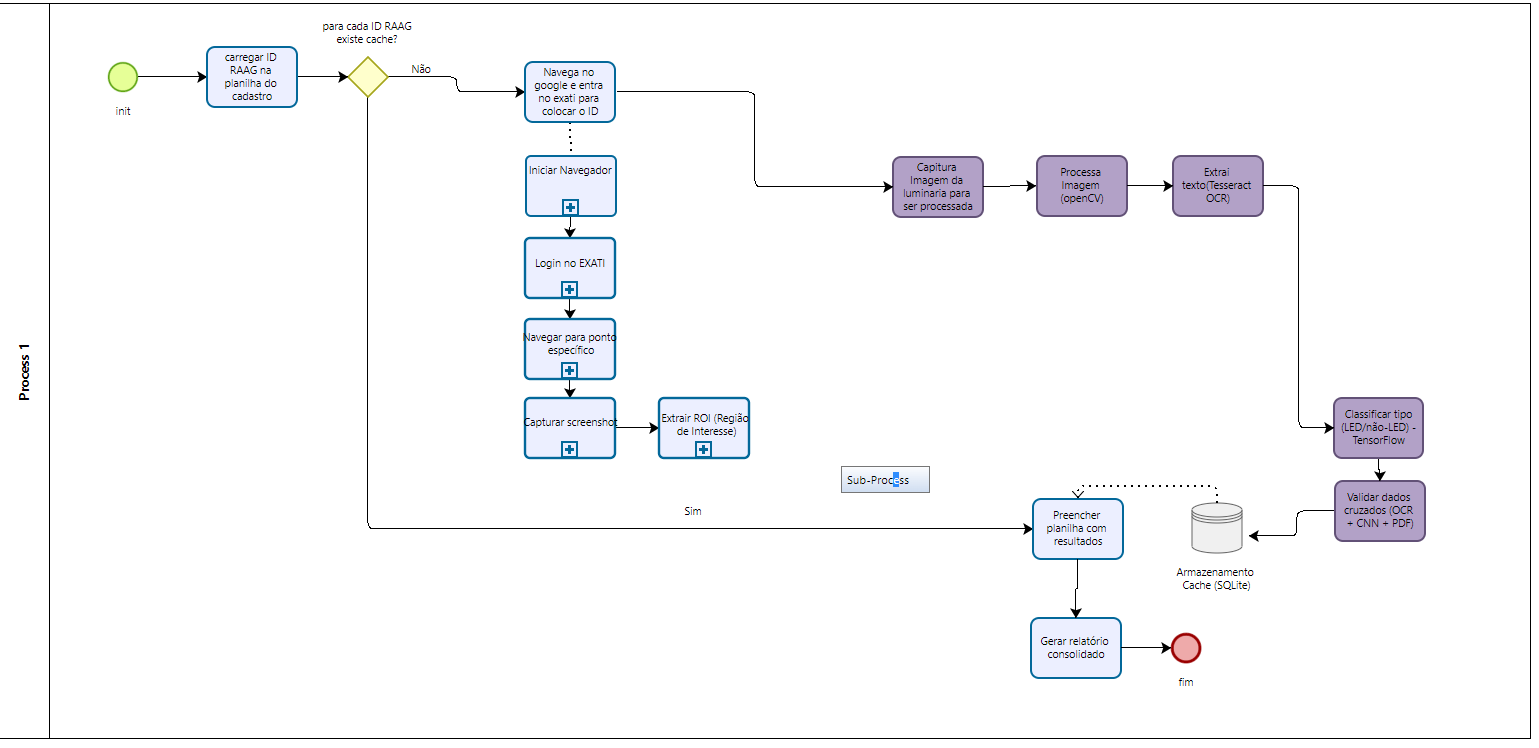 Process 1
init
carregar ID
RAAG na
planilha do
cadastro
para cada ID RAAG
existe cache?
Não
Navega no
google e entra
no exati para
colocar o ID
Iniciar Navegador
Login no EXATI
Navegar para ponto
específico
Capturar screenshot
Extrair ROI (Região
de Interesse)
Capitura
Imagem da
luminaria para
ser processada
Processa
Imagem
(openCV)
Extrai
texto(Tesseract
OCR)
Classificar tipo
(LED/não-LED) -
TensorFlow
Validar dados
cruzados (OCR
+ CNN + PDF)
Sub-Process
Sim
Preencher
planilha com
resultados
Armazenamento
Cache (SQLite)
Gerar relatório
consolidado
fim